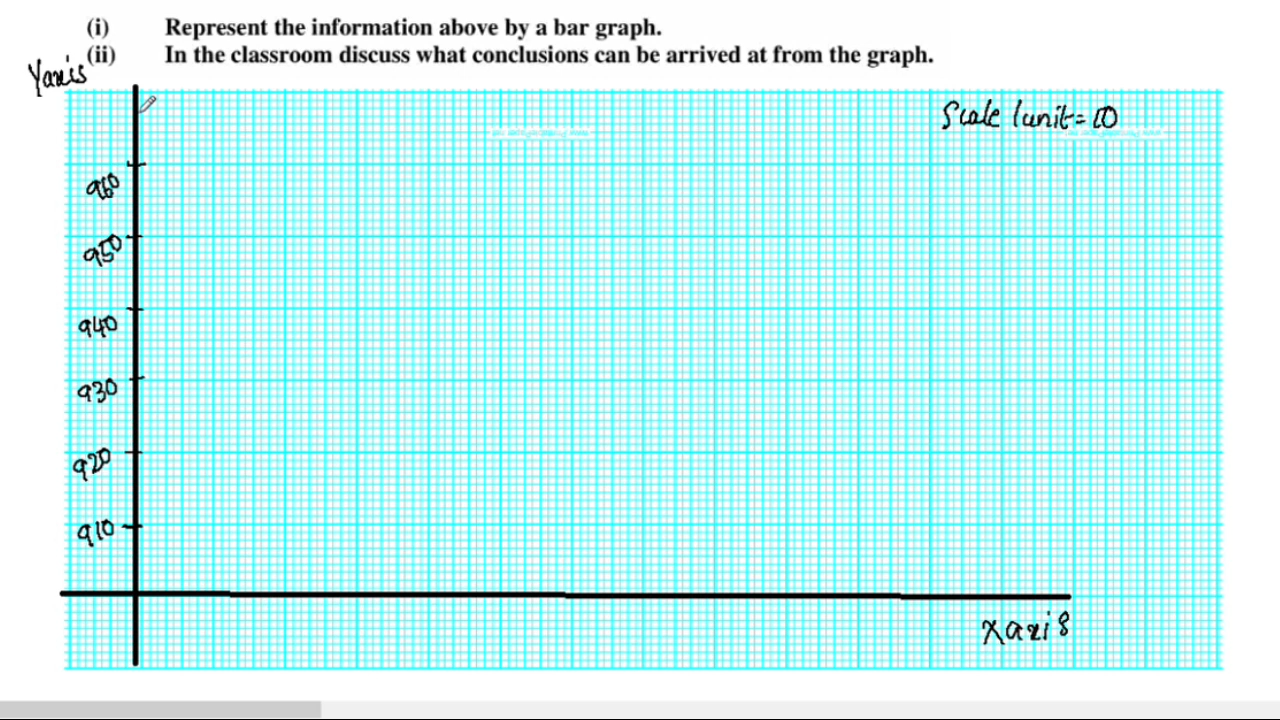 (i) Represent the information above by a bar graph.
(ii) In the classroom discuss what conclusions can be arrived at from the graph.
Yaxis
Scale 1unit=10
960
950
940
930
920
910
xaxis